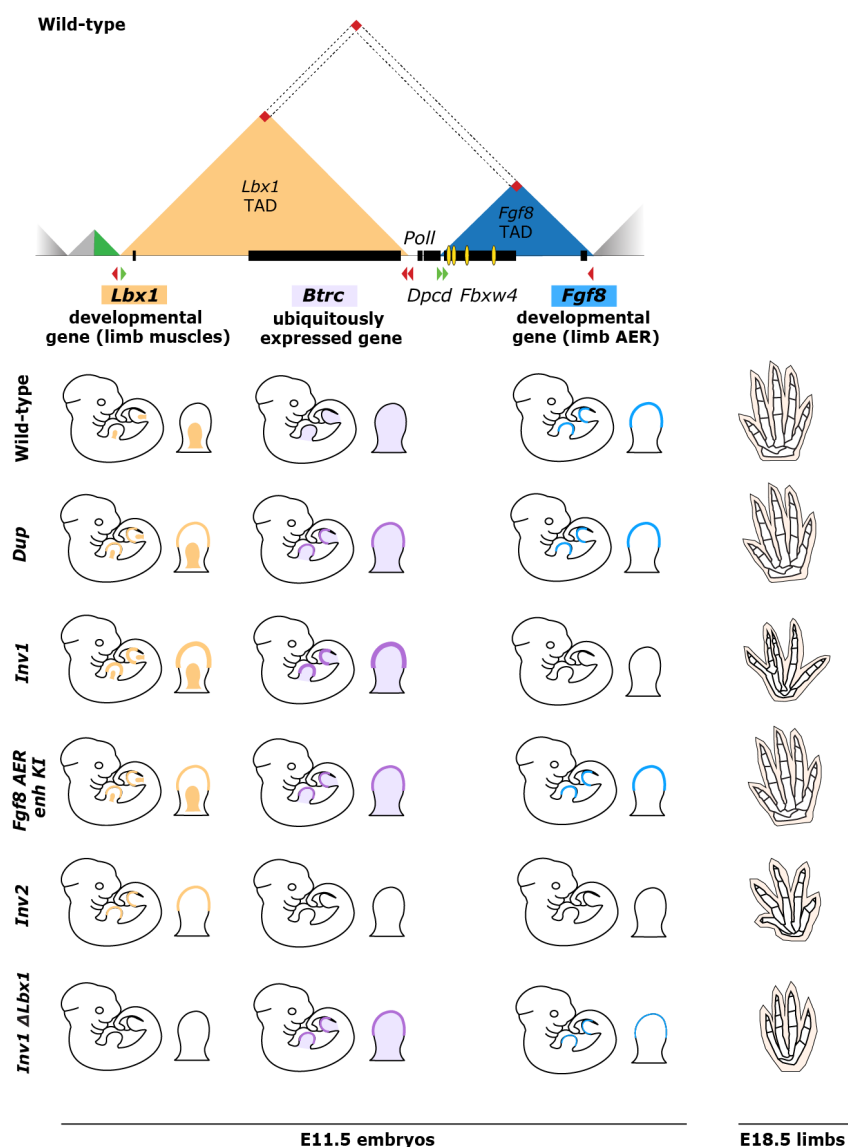 Wild-type
Lbx1
TAD
Fgf8
TAD
Poll
Dpcd Fbxw4
Lbx1
developmental
gene (limb muscles)
Btrc
ubiquitously
expressed gene
Fgf8
developmental
gene (limb AER)
Wild-type
Dup
Inv1
Fgf8 AER
enh KI
Inv2
Inv1 ΔLbx1
E11.5 embryos
E18.5 limbs